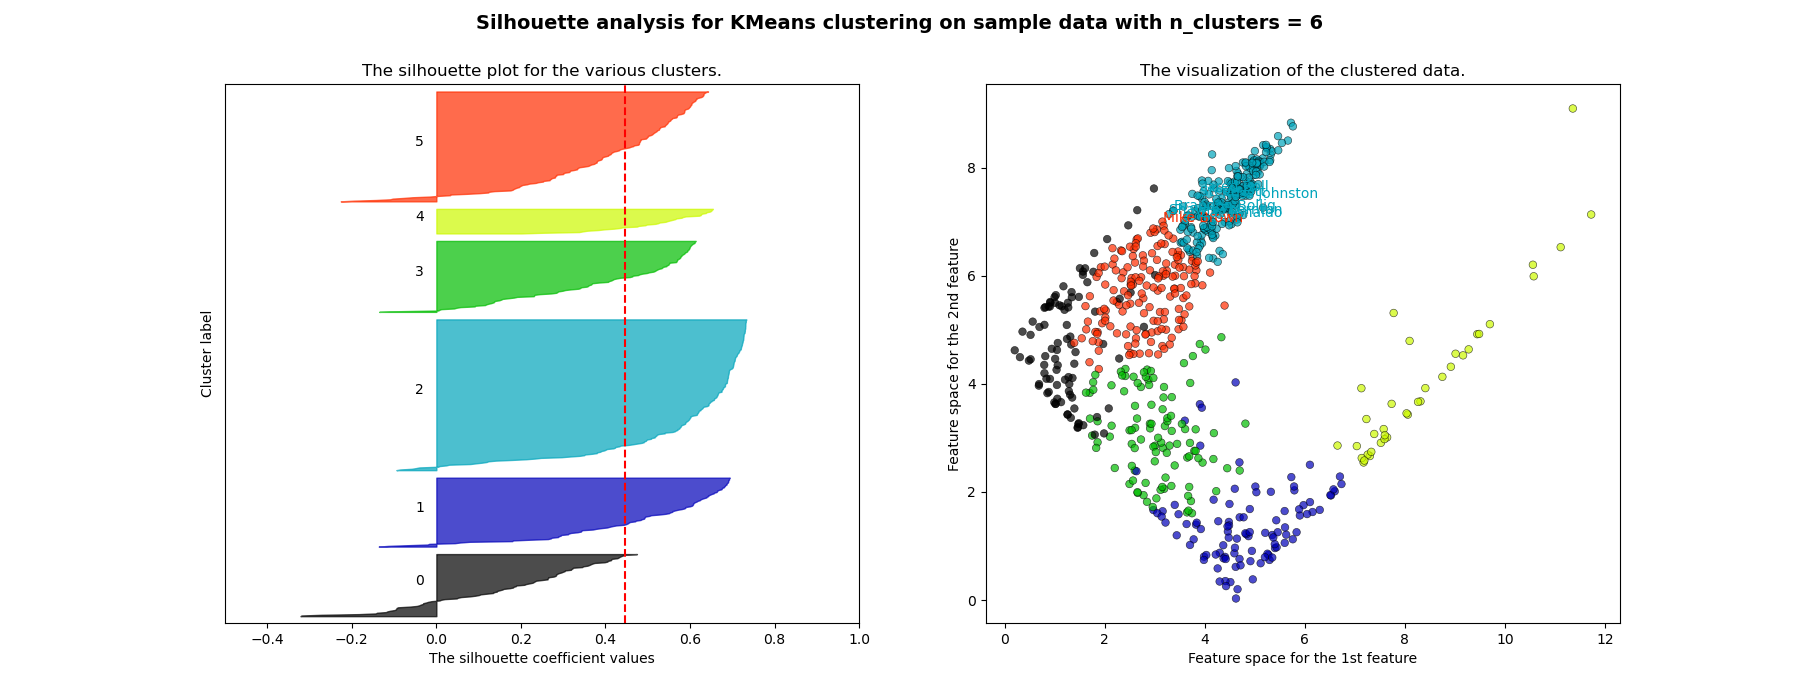 Silhouette analysis for KMeans clustering on sample data with n_clusters = 6
The silhouette plot for the various clusters.
Cluster label
5
4
3
2
1
0
−0.4 −0.2 0.0 0.2 0.4 0.6 0.8 1.0
The silhouette coefficient values
The visualization of the clustered data.
Feature space for the 2nd feature
8
6
4
2
0
Johnston
0 2 4 6 8 10 12
Feature space for the 1st feature